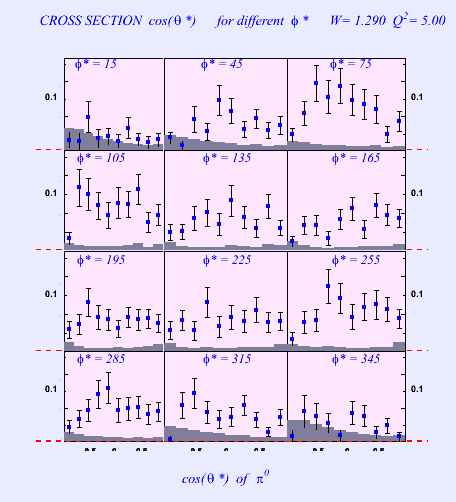 CROSS SECTION cos(θ *) for different ϕ * W= 1.290 Q²= 5.00
ϕ* = 15 ϕ* = 45 ϕ* = 75
0.1 0.1
ϕ* = 105 ϕ* = 135 ϕ* = 165
0.1 0.1
ϕ* = 195 ϕ* = 225 ϕ* = 255
0.1 0.1
ϕ* = 285 ϕ* = 315 ϕ* = 345
0.1 0.1
cos(θ *) of π⁰